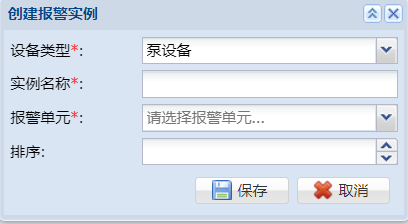 创建报警实例
设备类型*: 泵设备
实例名称*:
报警单元*: 请选择报警单元...
排序:
保存 取消